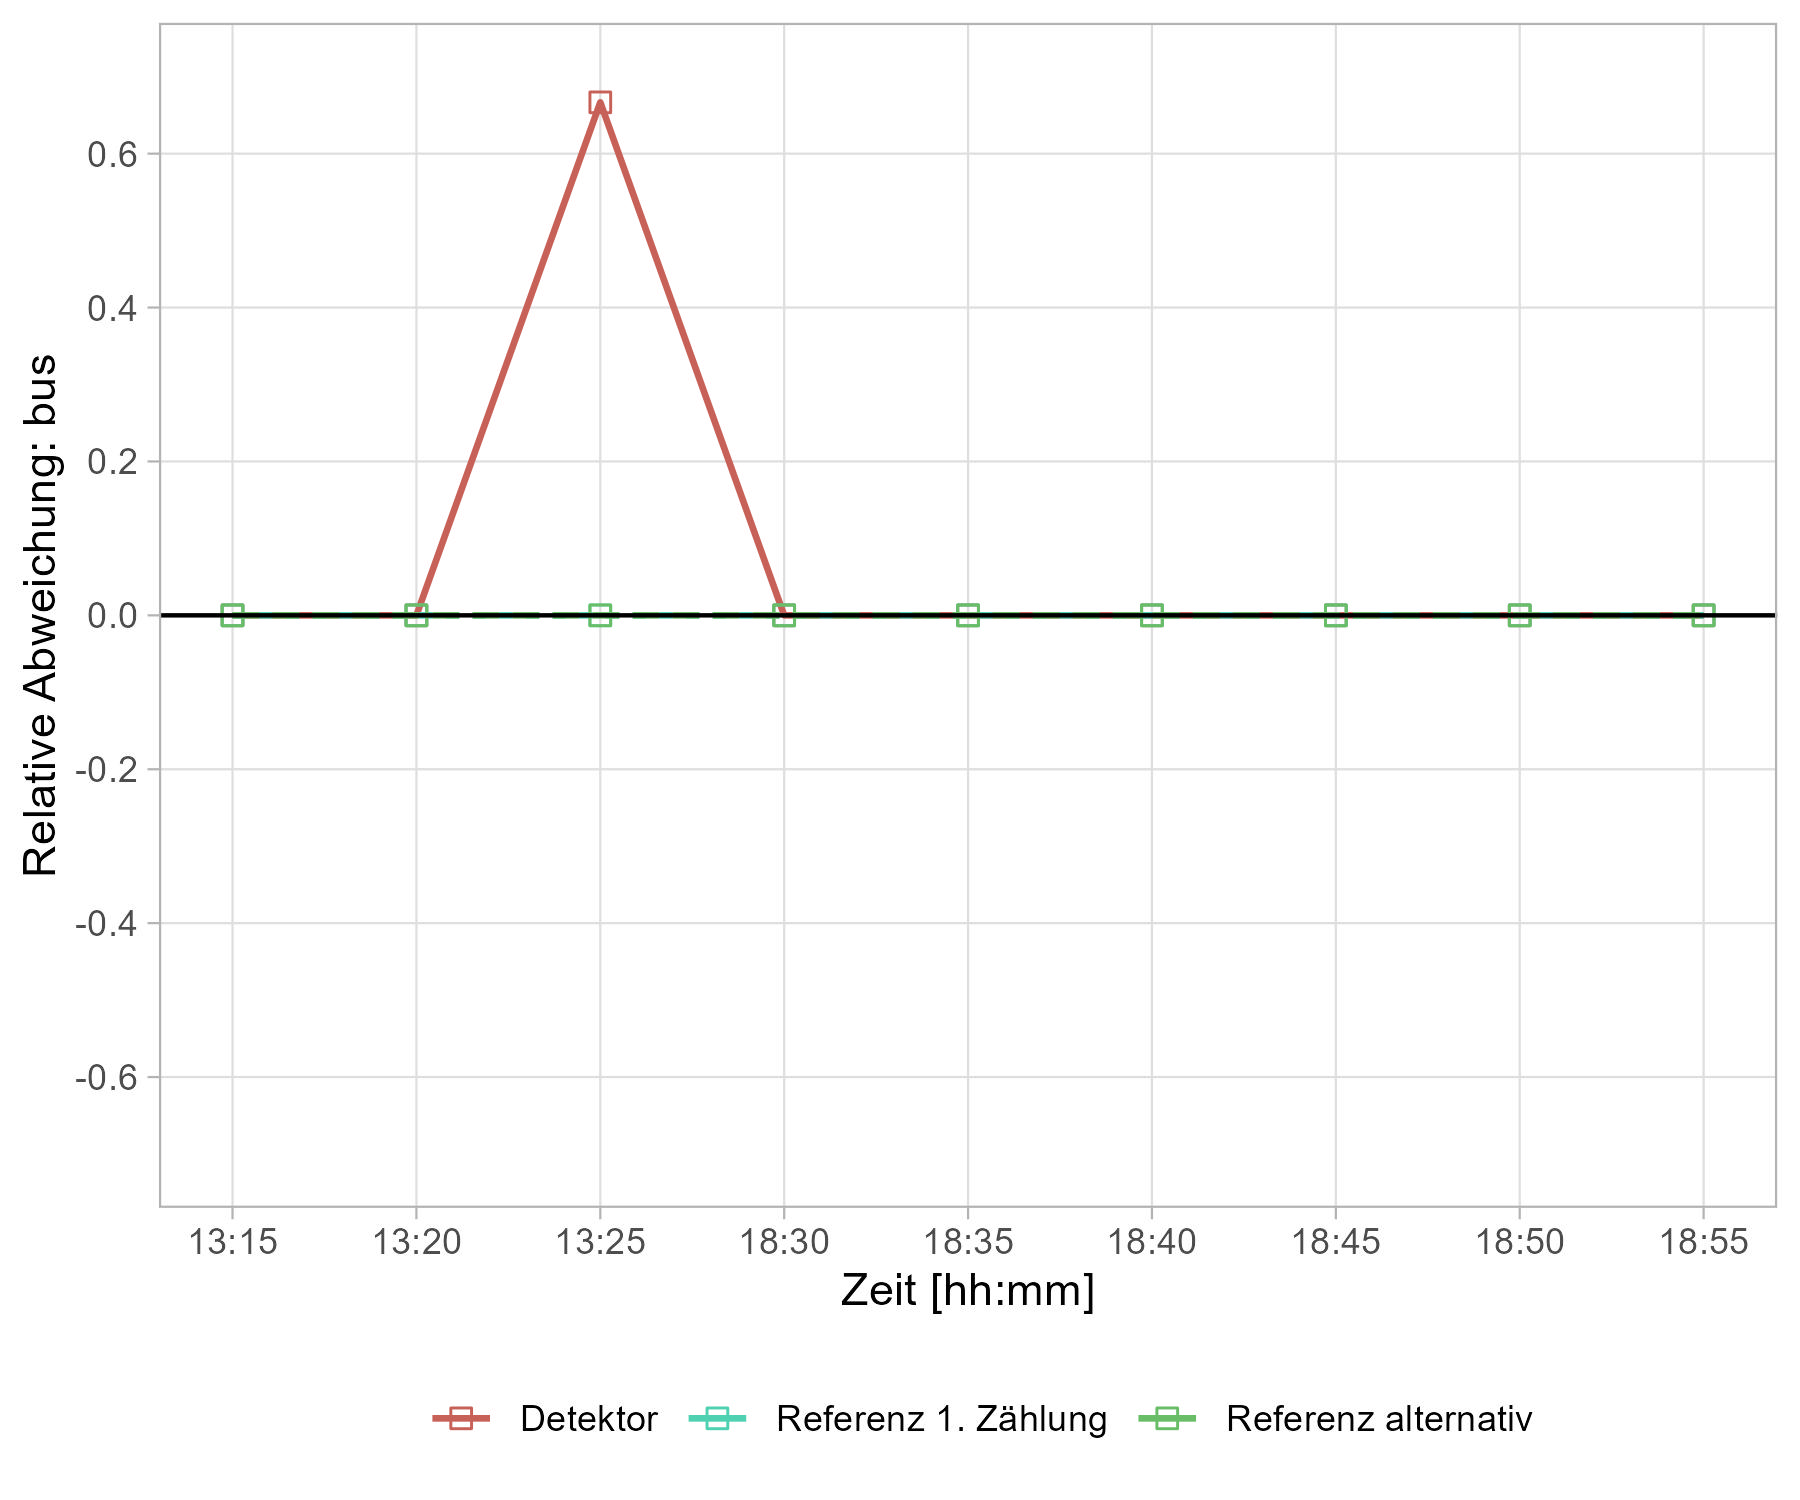 Relative Abweichung: bus
0.6
0.4
0.2
0.0
-0.2
-0.4
-0.6
13:15 13:20 13:25 18:30 18:35 18:40 18:45 18:50 18:55
Zeit [hh:mm]
Detektor Referenz 1. Zählung Referenz alternativ